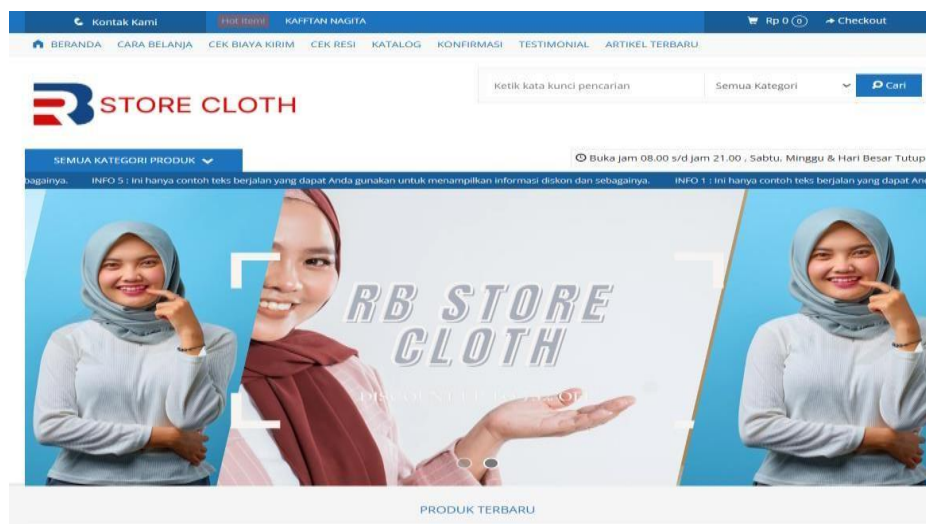 Kontak Kami Hot Item! KAFFTAN NAGITA Rp 0 0 Checkout
BERANDA CARA BELANJA CEK BIAYA KIRIM CEK RESI KATALOG KONFIRMASI TESTIMONIAL ARTIKEL TERBARU
RB STORE CLOTH
Ketik kata kunci pencarian Semua Kategori Cari
SEMUA KATEGORI PRODUK
Buka jam 08.00 s/d jam 21.00 , Sabtu, Minggu & Hari Besar Tutup
bagainya. INFO 5 : Ini hanya contoh teks berjalan yang dapat Anda gunakan untuk menampilkan informasi diskon dan sebagainya. INFO 1 : Ini hanya contoh teks berjalan yang dapat An
RB STORE
CLOTH
PRODUK TERBARU